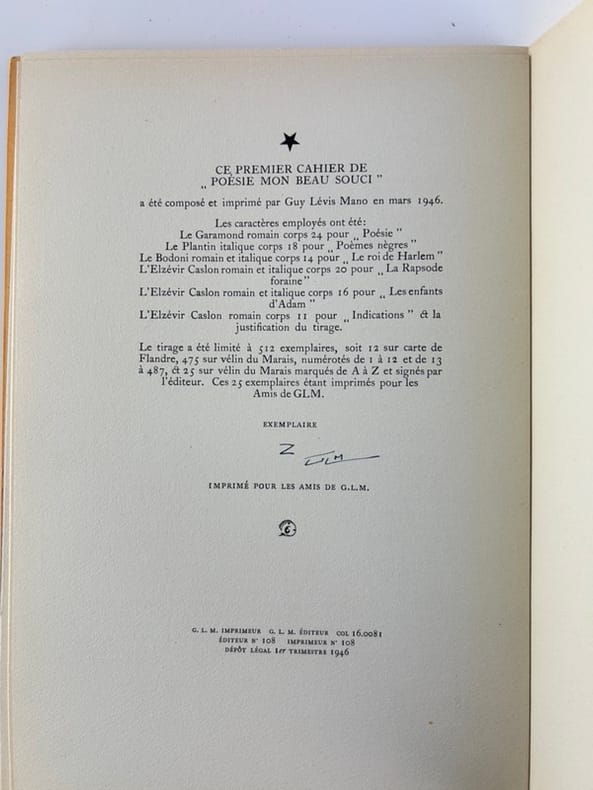 CE PREMIER CAHIER DE
„ POÉSIE MON BEAU SOUCI "
a été composé et imprimé par Guy Lévis Mano en mars 1946.
Les caractères employés ont été:
Le Garamond romain corps 24 pour „ Poésie "
Le Plantin italique corps 18 pour „ Poèmes nègres "
Le Bodoni romain et italique corps 14 pour „ Le roi de Harlem "
L'Elzévir Caslon romain et italique corps 20 pour „ La Rapsode
foraine "
L'Elzévir Caslon romain et italique corps 16 pour „ Les enfants
d'Adam "
L'Elzévir Caslon romain corps 11 pour „ Indications " & la
justification du tirage.
Le tirage a été limité à 512 exemplaires, soit 12 sur carte de
Flandre, 475 sur vélin du Marais, numérotés de 1 à 12 et de 13
à 487, & 25 sur vélin du Marais marqués de A à Z et signés par
l'éditeur. Ces 25 exemplaires étant imprimés pour les
Amis de GLM.
EXEMPLAIRE
Z GLM
IMPRIMÉ POUR LES AMIS DE G.L.M.
G. L. M. IMPRIMEUR G. L. M. ÉDITEUR COL 16.0081
ÉDITEUR N° 108 IMPRIMEUR N° 108
DÉPÔT LÉGAL 1er TRIMESTRE 1946